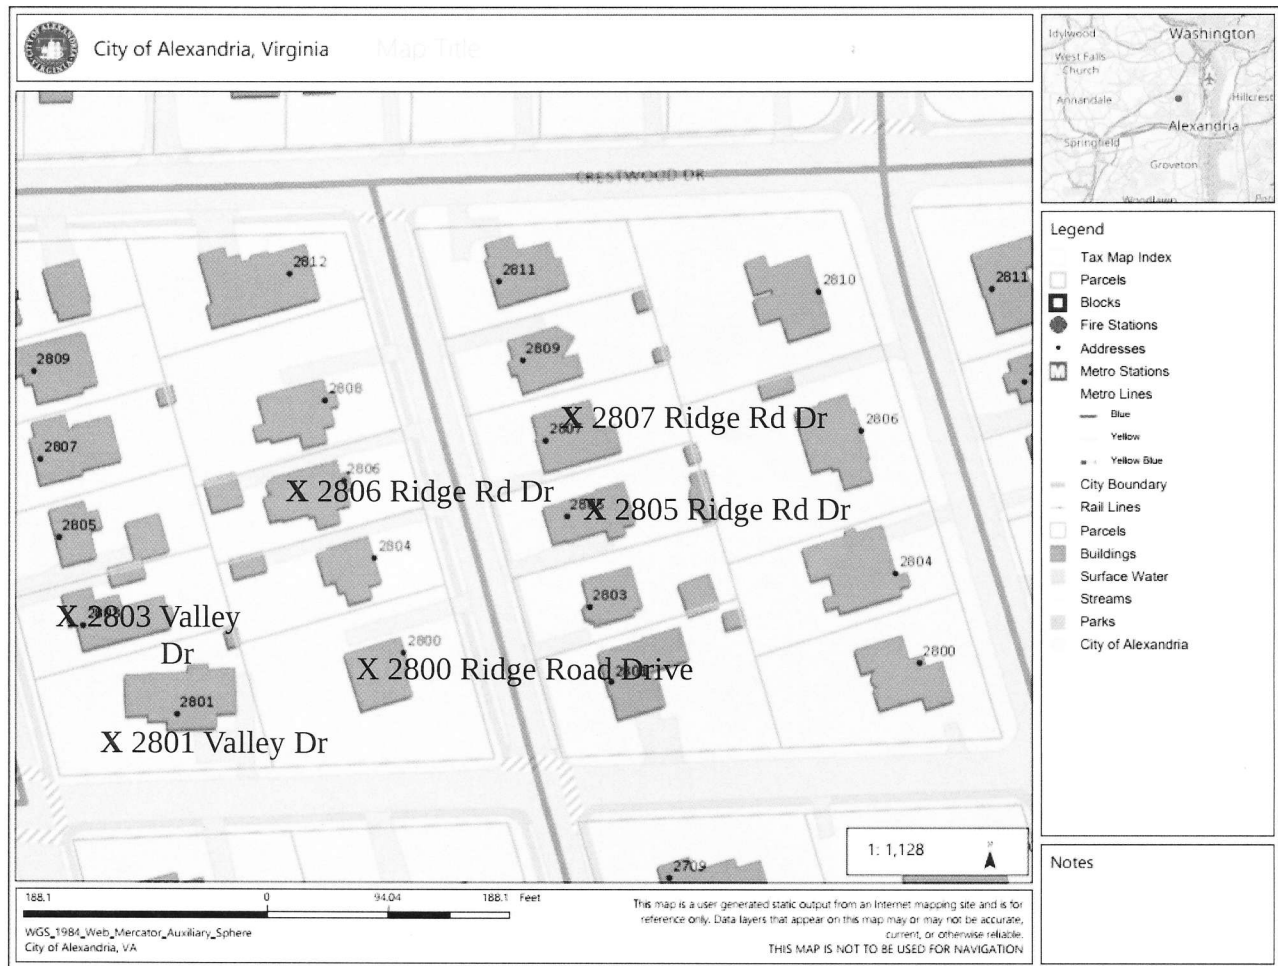 City of Alexandria, Virginia
Map Title
Idylwood
Washington
West Falls
Church
Annandale
Hillcrest
Alexandria
Springfield
Groveton
Woodlawn
CRESTWOOD DR
2812
2811
2810
2811
2809
2809
2808
X 2807 Ridge Rd Dr
2807
2807
2806
2806
X 2806 Ridge Rd Dr
X 2805 Ridge Rd Dr
2805
2805
2804
2804
2803
X 2803 Valley
Dr
2803
2800
X 2800 Ridge Road Drive
2801
2800
2801
X 2801 Valley Dr
2709
1: 1,128
N
Legend
Tax Map Index
Parcels
Blocks
Fire Stations
Addresses
M Metro Stations
Metro Lines
Blue
Yellow
Yellow Blue
City Boundary
Rail Lines
Parcels
Buildings
Surface Water
Streams
Parks
City of Alexandria
Notes
188.1 0 94.04 188.1 Feet
WGS_1984_Web_Mercator_Auxiliary_Sphere
City of Alexandria, VA
This map is a user generated static output from an Internet mapping site and is for
reference only. Data layers that appear on this map may or may not be accurate,
current, or otherwise reliable.
THIS MAP IS NOT TO BE USED FOR NAVIGATION